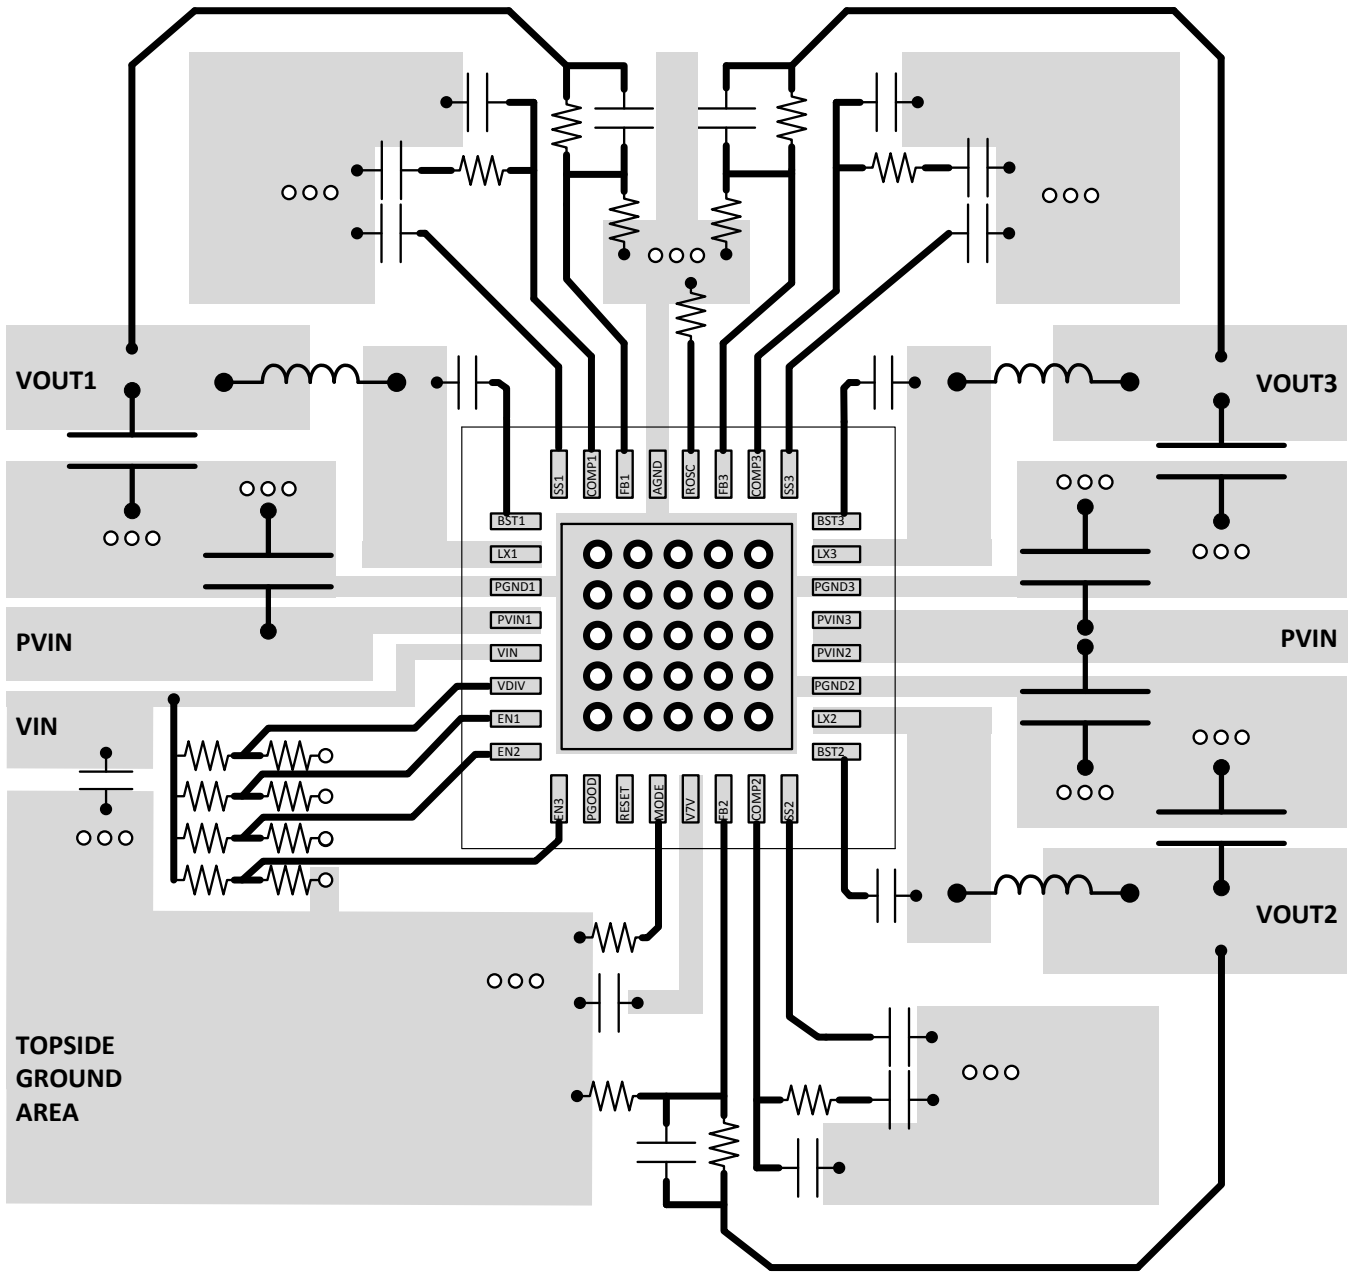 VOUT1
VOUT3
SS1
COMP1
FB1
AGND
ROSC
FB3
COMP3
SS3
BST1
BST3
LX1
LX3
PGND1
PGND3
PVIN1
PVIN3
PVIN
PVIN
VIN
PVIN2
VDIV
PGND2
VIN
EN1
LX2
EN2
BST2
EN3
PGOOD
RESET
MODE
V7V
FB2
COMP2
SS2
VOUT2
TOPSIDE
GROUND
AREA